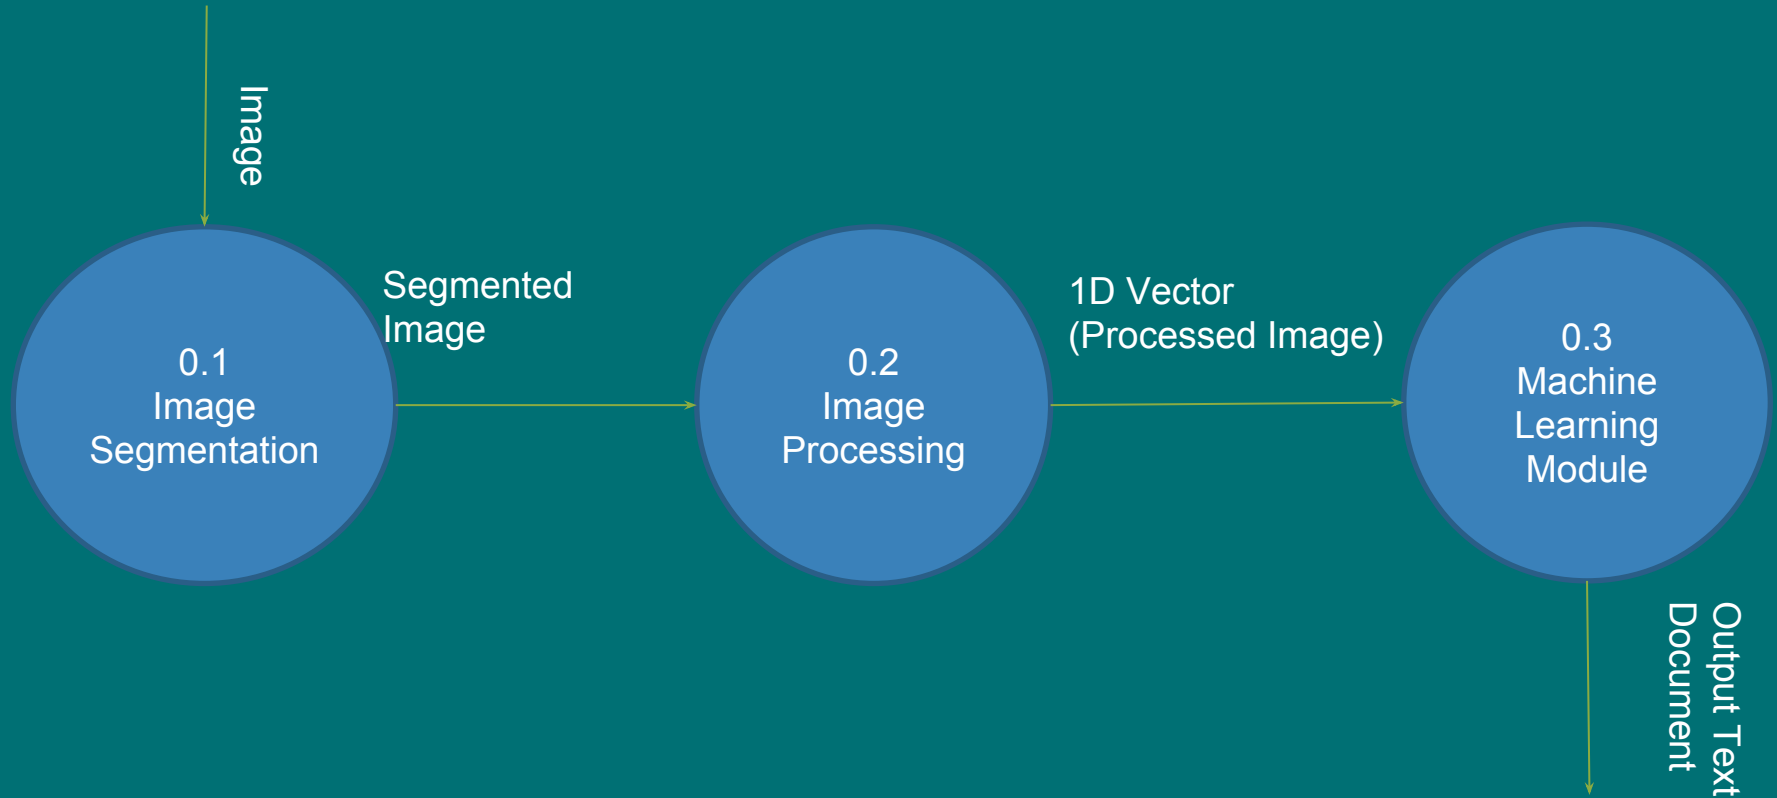 Image
0.1
Image
Segmentation
Segmented
Image
0.2
Image
Processing
1D Vector
(Processed Image)
0.3
Machine
Learning
Module
Output Text
Document